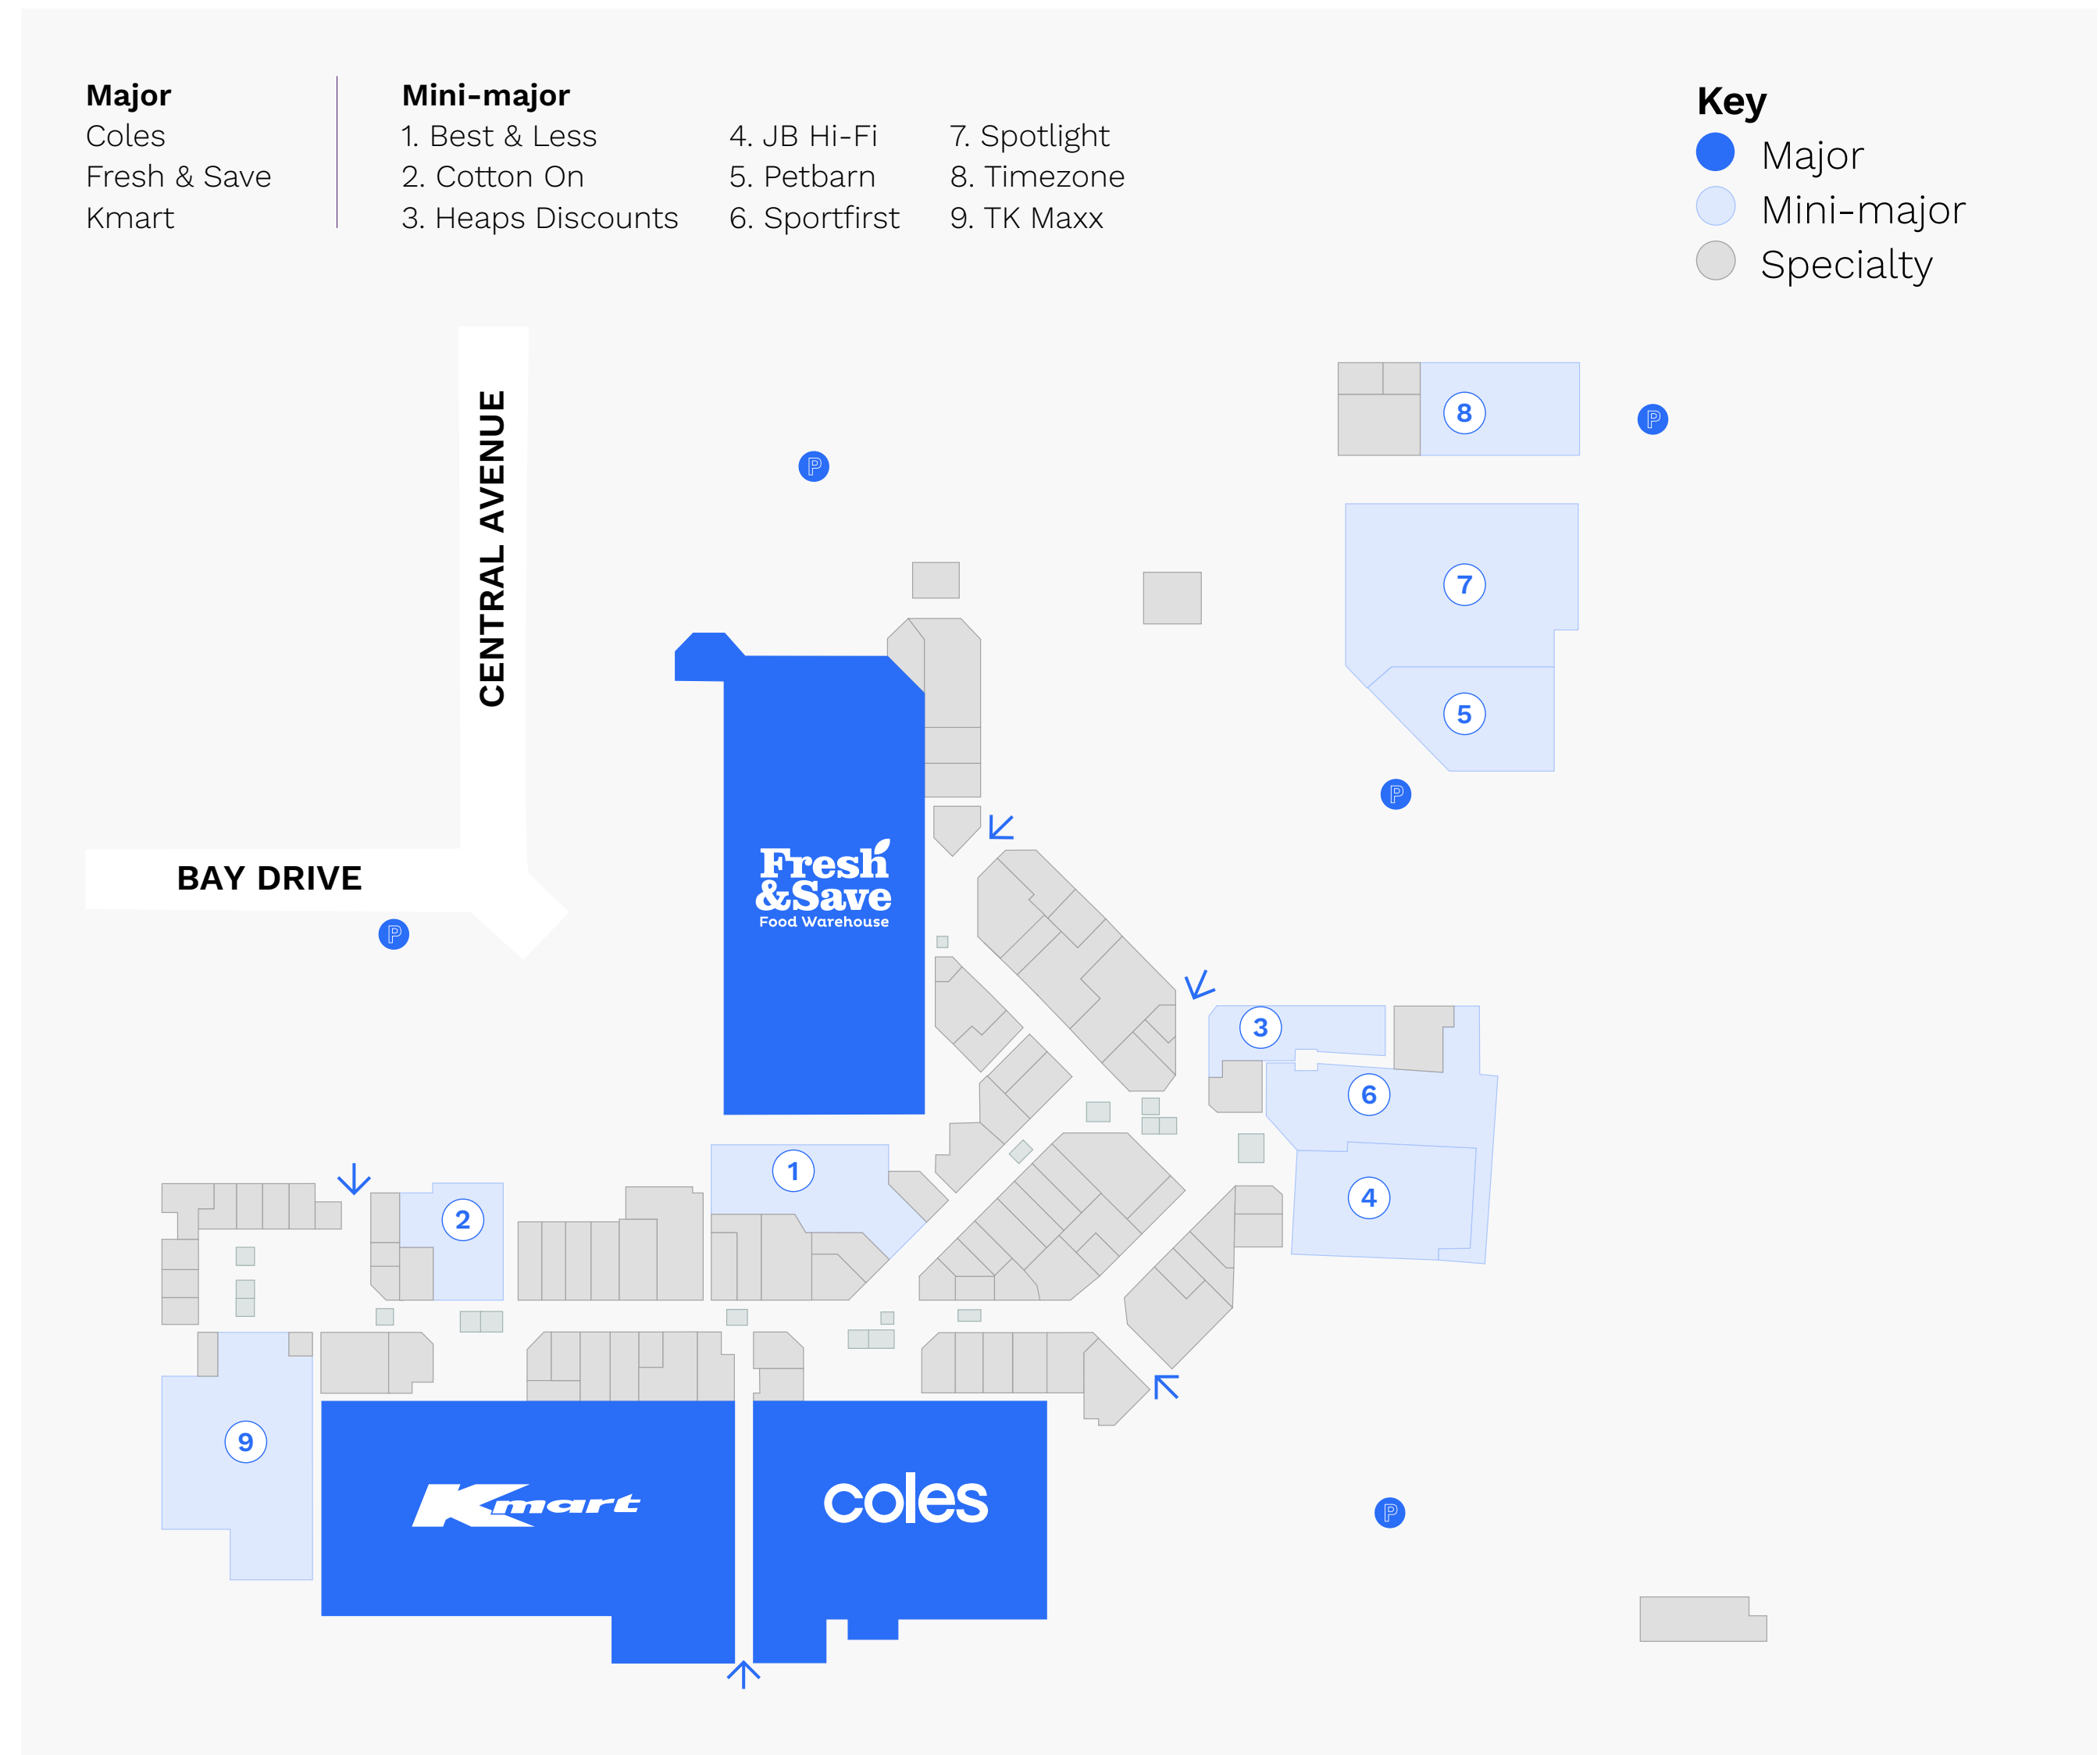 Major
Coles
Fresh & Save
Kmart
Mini-major
1. Best & Less
2. Cotton On
3. Heaps Discounts
4. JB Hi-Fi
5. Petbarn
6. Sportfirst
7. Spotlight
8. Timezone
9. TK Maxx
Key
Major
Mini-major
Specialty
CENTRAL AVENUE
8
P
P
7
5
P
Fresh
&Save
Food Warehouse
BAY DRIVE
P
3
6
1
4
2
9
Kmart
coles
P